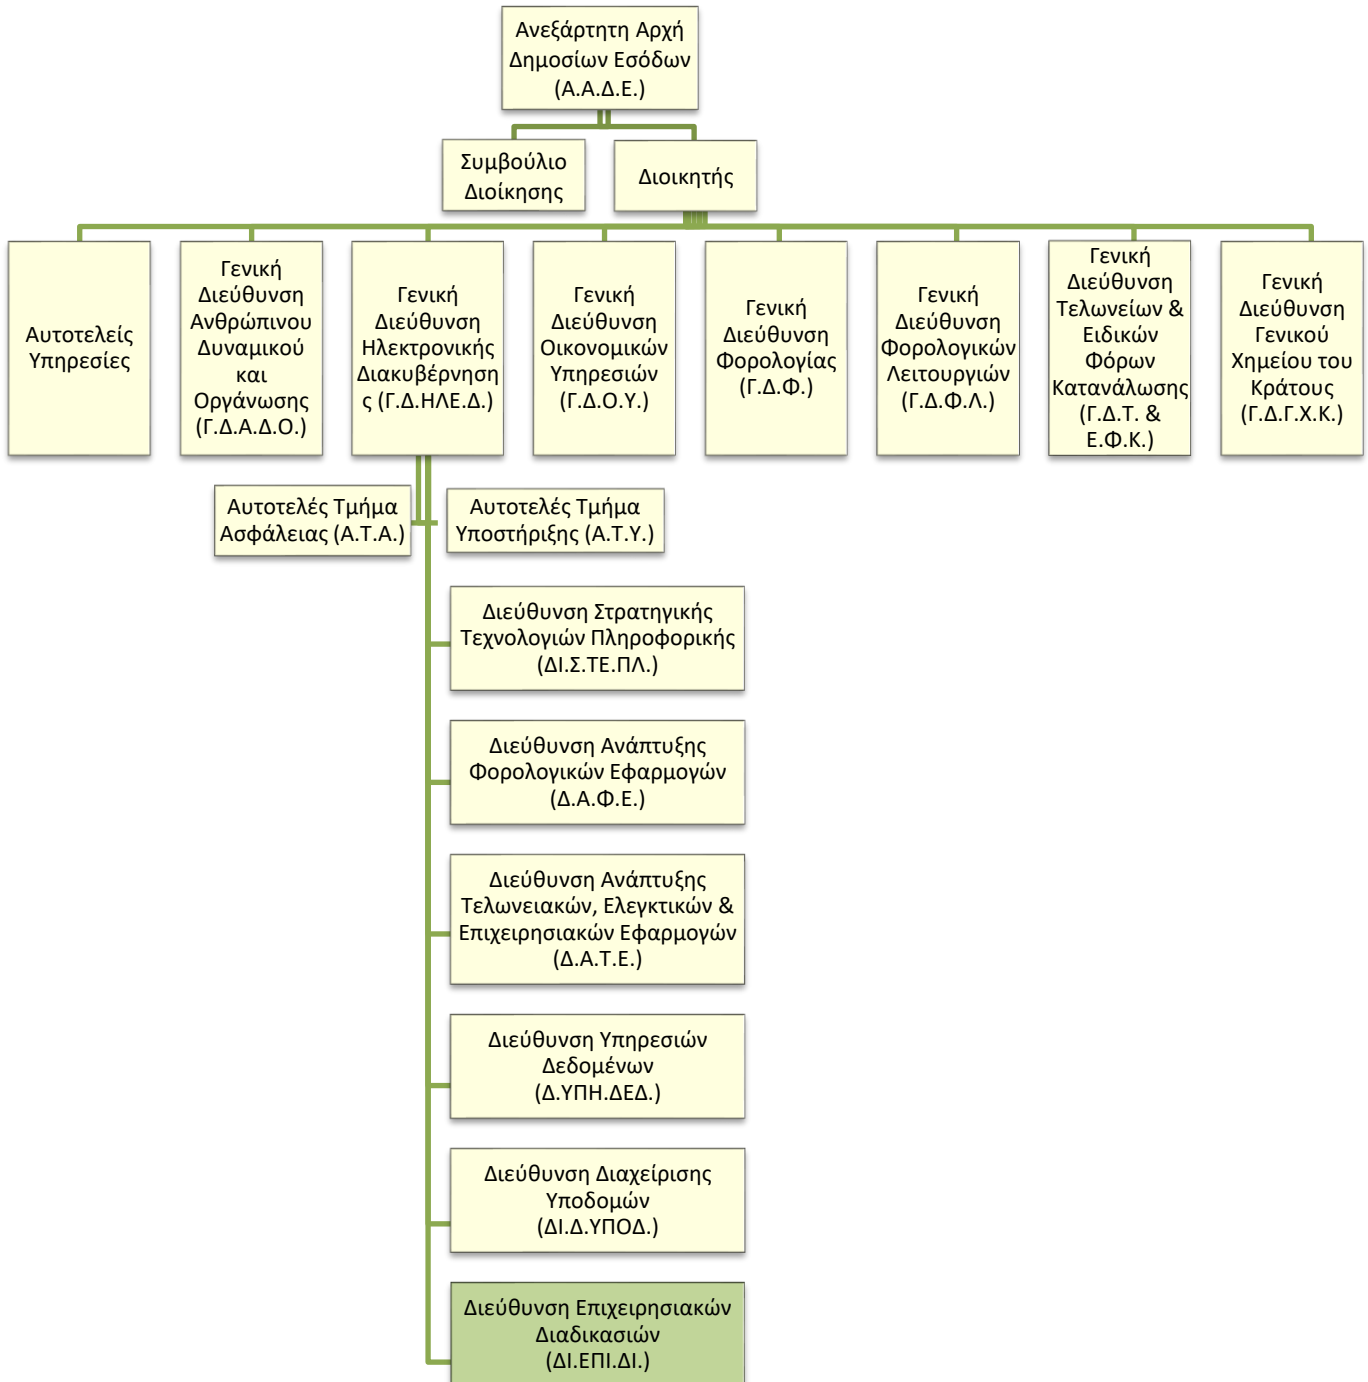 Ανεξάρτητη Αρχή
Δημοσίων Εσόδων
(Α.Α.Δ.Ε.)
Συμβούλιο
Διοίκησης
Διοικητής
Αυτοτελείς
Υπηρεσίες
Γενική
Διεύθυνση
Ανθρώπινου
Δυναμικού
και
Οργάνωσης
(Γ.Δ.Α.Δ.Ο.)
Γενική
Διεύθυνση
Ηλεκτρονικής
Διακυβέρνηση
ς (Γ.Δ.ΗΛΕ.Δ.)
Γενική
Διεύθυνση
Οικονομικών
Υπηρεσιών
(Γ.Δ.Ο.Υ.)
Γενική
Διεύθυνση
Φορολογίας
(Γ.Δ.Φ.)
Γενική
Διεύθυνση
Φορολογικών
Λειτουργιών
(Γ.Δ.Φ.Λ.)
Γενική
Διεύθυνση
Τελωνείων &
Ειδικών
Φόρων
Κατανάλωσης
(Γ.Δ.Τ. &
Ε.Φ.Κ.)
Γενική
Διεύθυνση
Γενικού
Χημείου του
Κράτους
(Γ.Δ.Γ.Χ.Κ.)
Αυτοτελές Τμήμα
Ασφάλειας (Α.Τ.Α.)
Αυτοτελές Τμήμα
Υποστήριξης (Α.Τ.Υ.)
Διεύθυνση Στρατηγικής
Τεχνολογιών Πληροφορικής
(ΔΙ.Σ.ΤΕ.ΠΛ.)
Διεύθυνση Ανάπτυξης
Φορολογικών Εφαρμογών
(Δ.Α.Φ.Ε.)
Διεύθυνση Ανάπτυξης
Τελωνειακών, Ελεγκτικών &
Επιχειρησιακών Εφαρμογών
(Δ.Α.Τ.Ε.)
Διεύθυνση Υπηρεσιών
Δεδομένων
(Δ.ΥΠΗ.ΔΕΔ.)
Διεύθυνση Διαχείρισης
Υποδομών
(ΔΙ.Δ.ΥΠΟΔ.)
Διεύθυνση Επιχειρησιακών
Διαδικασιών
(ΔΙ.ΕΠΙ.ΔΙ.)